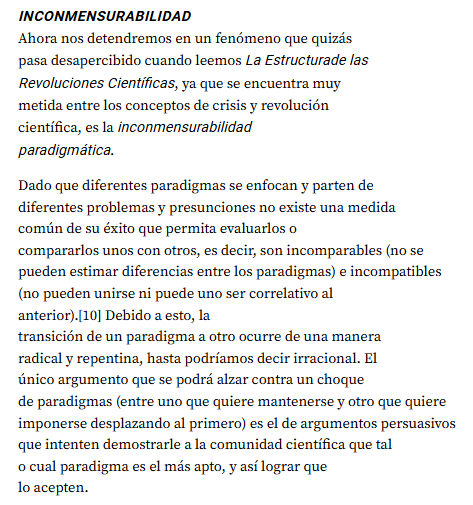 INCONMENSURABILIDAD
Ahora nos detendremos en un fenómeno que quizás
pasa desapercibido cuando leemos La Estructurade las
Revoluciones Científicas, ya que se encuentra muy
metida entre los conceptos de crisis y revolución
científica, es la inconmensurabilidad
paradigmática.
Dado que diferentes paradigmas se enfocan y parten de
diferentes problemas y presunciones no existe una medida
común de su éxito que permita evaluarlos o
compararlos unos con otros, es decir, son incomparables (no se
pueden estimar diferencias entre los paradigmas) e incompatibles
(no pueden unirse ni puede uno ser correlativo al
anterior).[10] Debido a esto, la
transición de un paradigma a otro ocurre de una manera
radical y repentina, hasta podríamos decir irracional. El
único argumento que se podrá alzar contra un choque
de paradigmas (entre uno que quiere mantenerse y otro que quiere
imponerse desplazando al primero) es el de argumentos persuasivos
que intenten demostrarle a la comunidad científica que tal
o cual paradigma es el más apto, y así lograr que
lo acepten.